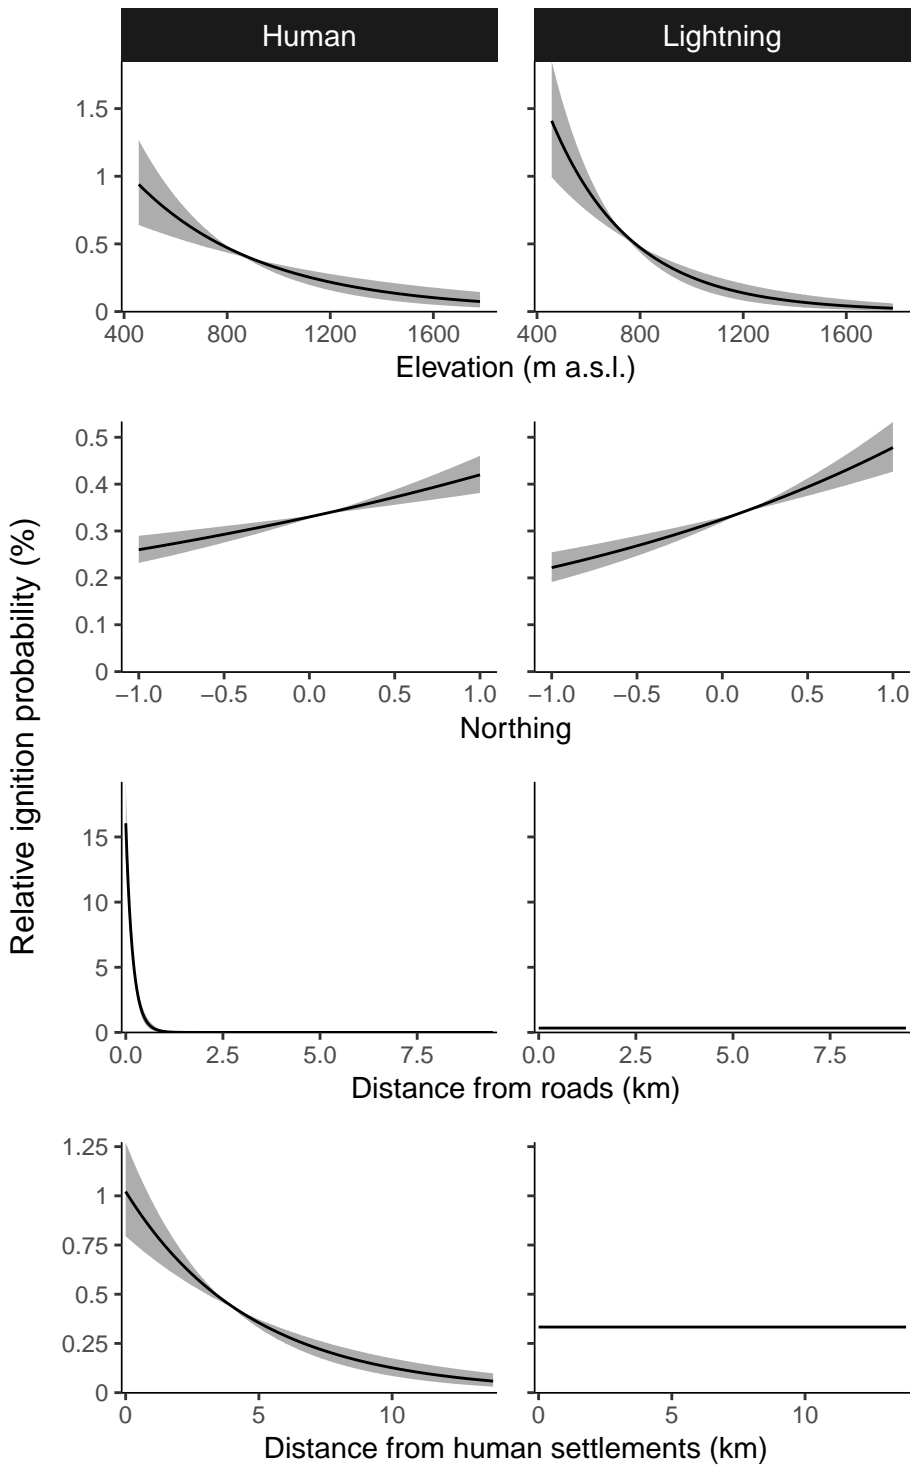 Human Lightning
1.5
1
0.5
0
400 800 1200 1600 400 800 1200 1600
Elevation (m a.s.l.)
0.5
0.4
0.3
0.2
0.1
0
−1.0 −0.5 0.0 0.5 1.0 −1.0 −0.5 0.0 0.5 1.0
Northing
Relative ignition probability (%)
15
10
5
0
0.0 2.5 5.0 7.5 0.0 2.5 5.0 7.5
Distance from roads (km)
1.25
1
0.75
0.5
0.25
0
0 5 10 0 5 10
Distance from human settlements (km)